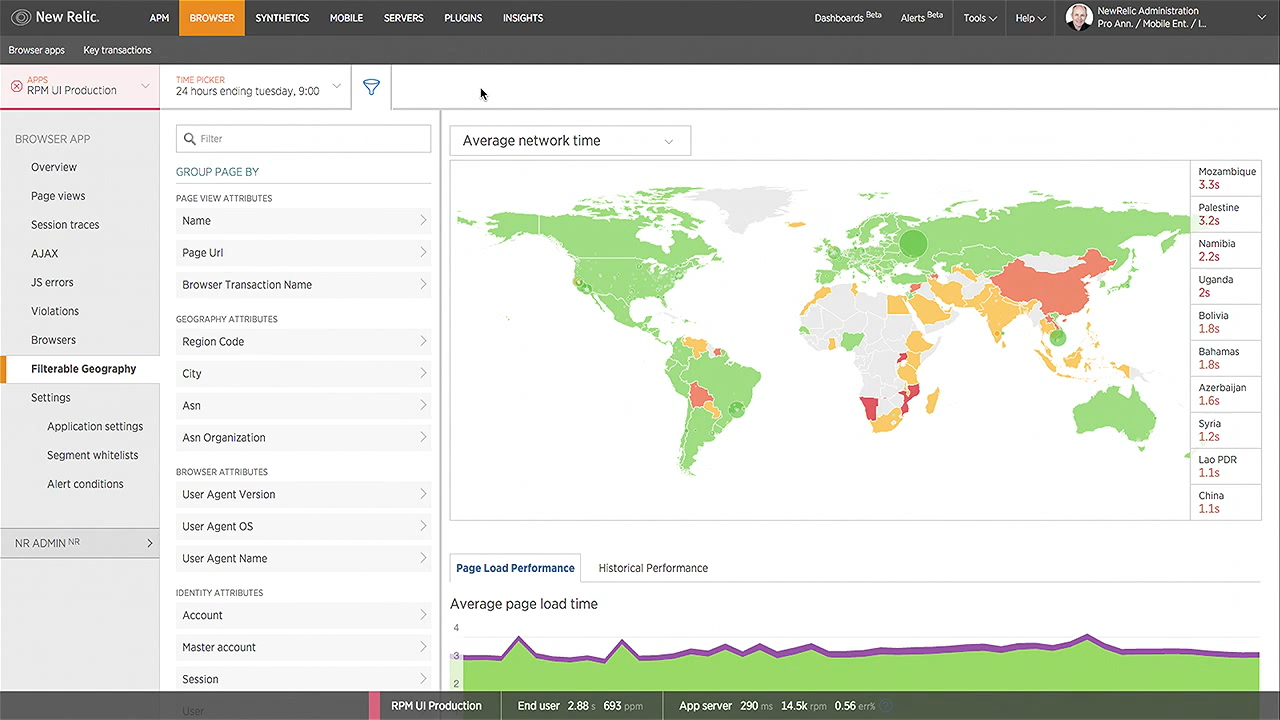 New Relic.
APM
BROWSER
SYNTHETICS
MOBILE
SERVERS
PLUGINS
INSIGHTS
Dashboards Beta
Alerts Beta
Tools
Help
NewRelic Administration
Pro Ann. / Mobile Ent. / I...
Browser apps
Key transactions
APPS
RPM UI Production
TIME PICKER
24 hours ending tuesday, 9:00
BROWSER APP
Overview
Page views
Session traces
AJAX
JS errors
Violations
Browsers
Filterable Geography
Settings
Application settings
Segment whitelists
Alert conditions
NR ADMIN NR
Filter
GROUP PAGE BY
PAGE VIEW ATTRIBUTES
Name
Page Url
Browser Transaction Name
GEOGRAPHY ATTRIBUTES
Region Code
City
Asn
Asn Organization
BROWSER ATTRIBUTES
User Agent Version
User Agent OS
User Agent Name
IDENTITY ATTRIBUTES
Account
Master account
Session
User
Average network time
Mozambique
3.3s
Palestine
3.2s
Namibia
2.2s
Uganda
2s
Bolivia
1.8s
Bahamas
1.8s
Azerbaijan
1.6s
Syria
1.2s
Lao PDR
1.1s
China
1.1s
Page Load Performance
Historical Performance
Average page load time
4
3
2
RPM UI Production
End user 2.88 s 693 ppm
App server 290 ms 14.5k rpm 0.56 err% ?